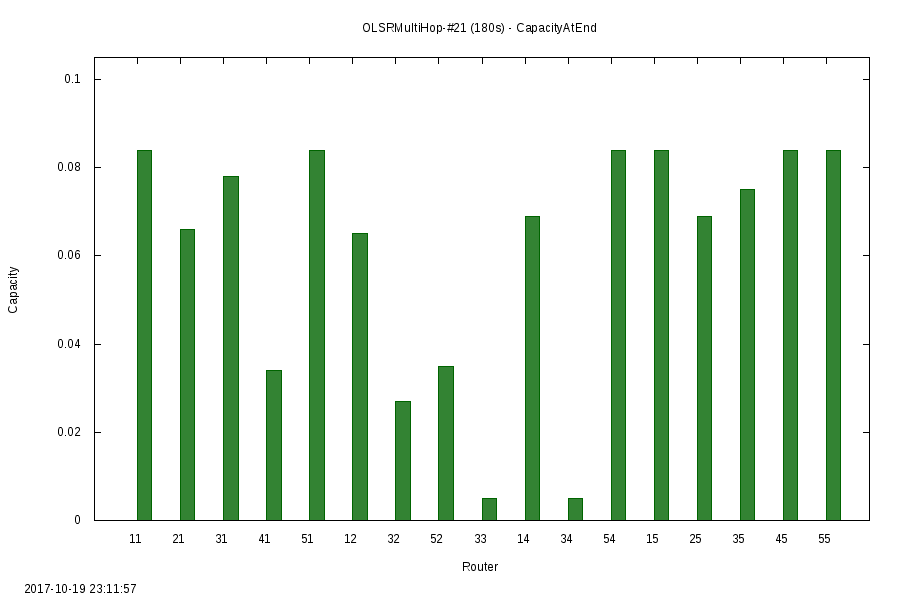 OLSRMultiHop-#21 (180s) - CapacityAtEnd
0.1
0.08
0.06
0.04
0.02
0
Capacity
11 21 31 41 51 12 32 52 33 14 34 54 15 25 35 45 55
Router
2017-10-19 23:11:57